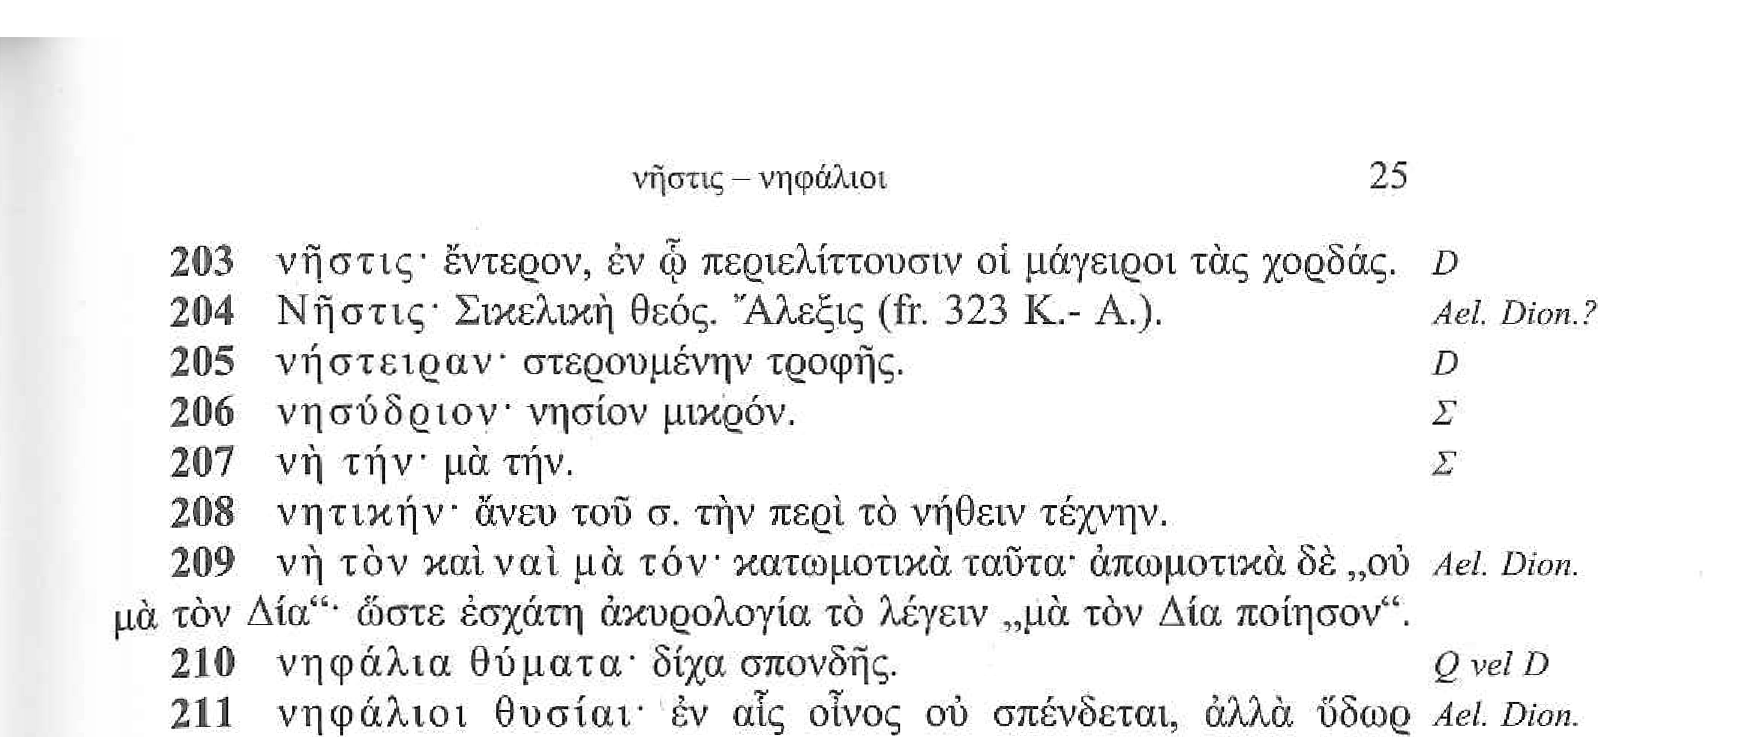 νῆστις – νηφάλιοι 25
203 νῆστις· ἔντερον, ἐν ᾧ περιελίττουσιν οἱ μάγειροι τὰς χορδάς. D
204 Νῆστις· Σικελικὴ θεός. Ἄλεξις (fr. 323 K.- A.). Ael. Dion.?
205 νήστειραν· στερουμένην τροφῆς. D
206 νησύδριον· νησίον μικρόν. Σ
207 νὴ τήν· μὰ τήν. Σ
208 νητικήν· ἄνευ τοῦ σ. τὴν περὶ τὸ νήθειν τέχνην.
209 νὴ τὸν καὶ ναὶ μὰ τόν· κατωμοτικὰ ταῦτα· ἀπωμοτικὰ δὲ „οὐ Ael. Dion.
μὰ τὸν Δία“· ὥστε ἐσχάτη ἀκυρολογία τὸ λέγειν „μὰ τὸν Δία ποίησον“.
210 νηφάλια θύματα· δίχα σπονδῆς. Q vel D
211 νηφάλιοι θυσίαι· ἐν αἷς οἶνος οὐ σπένδεται, ἀλλὰ ὕδωρ Ael. Dion.